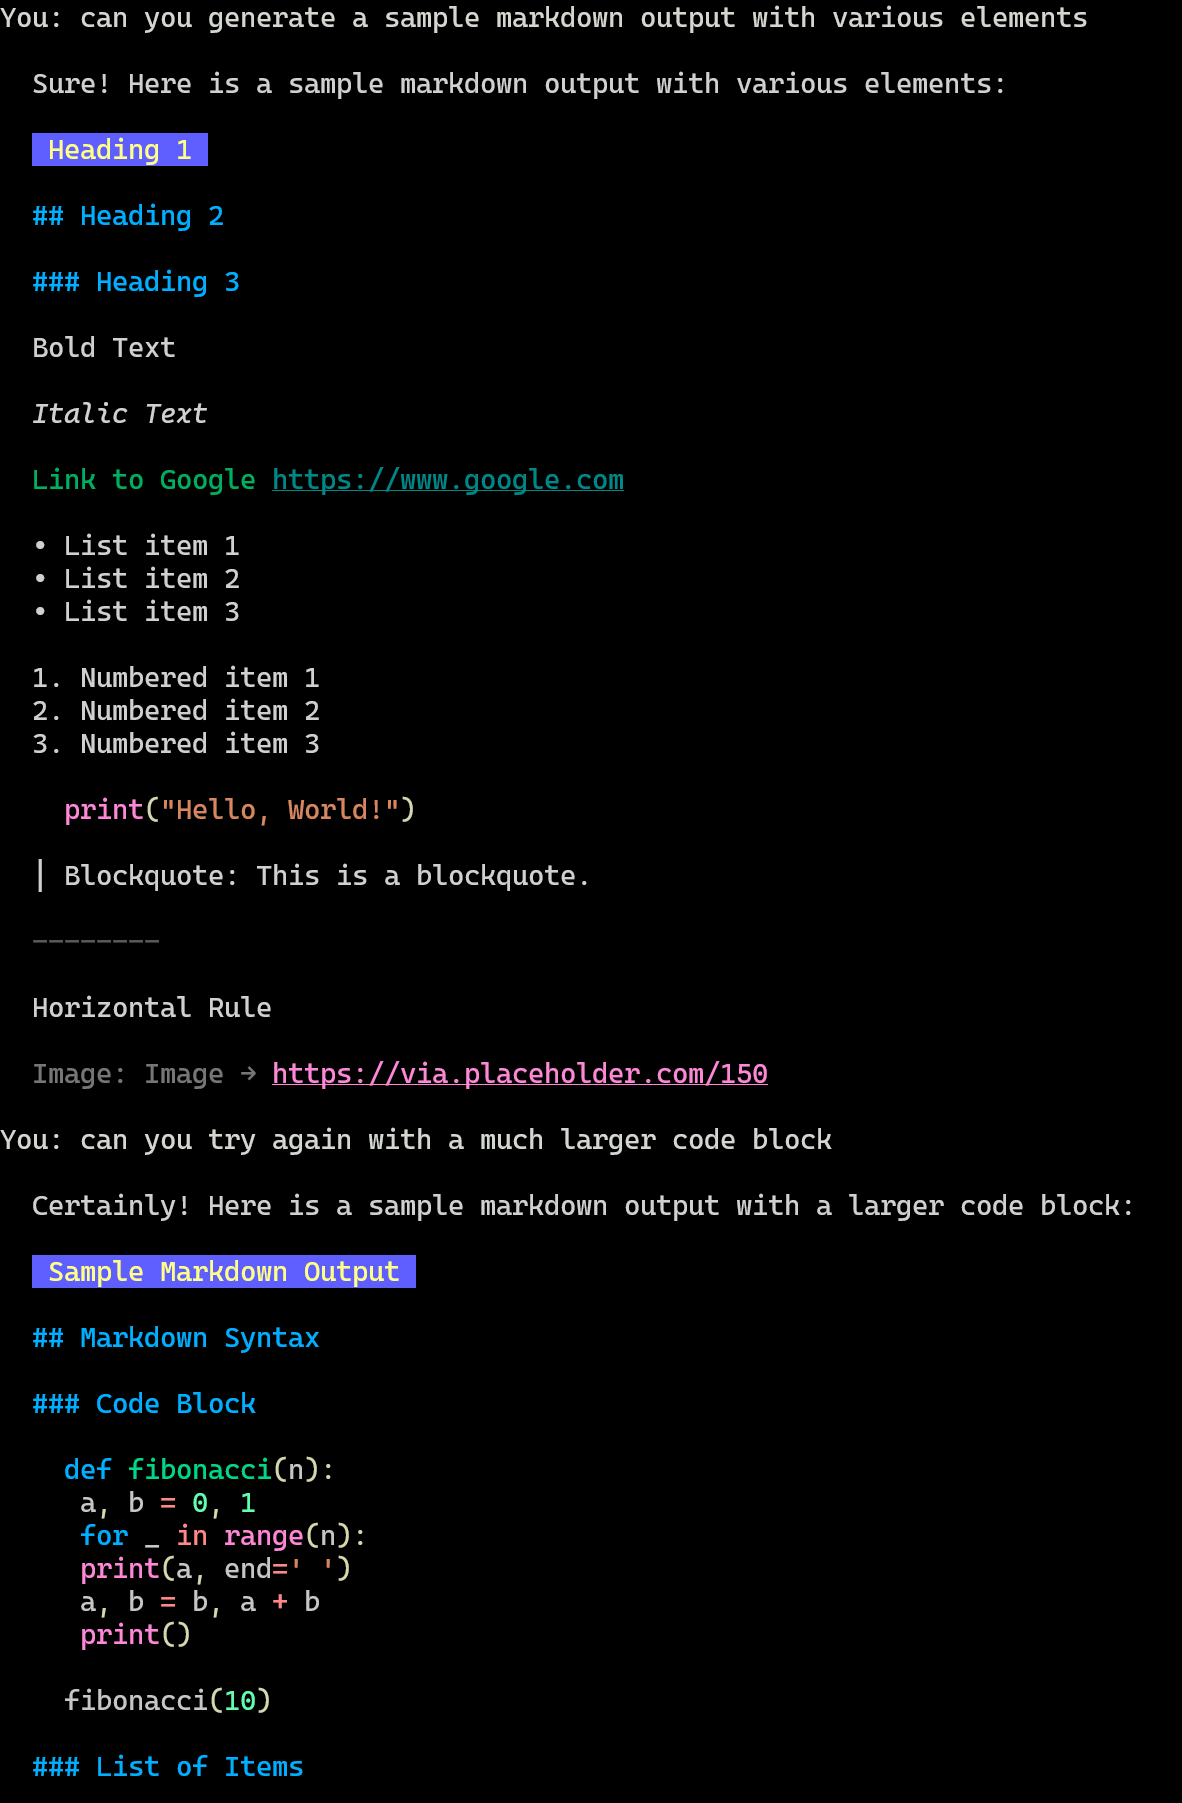 You: can you generate a sample markdown output with various elements
Sure! Here is a sample markdown output with various elements:
Heading 1
## Heading 2
### Heading 3
Bold Text
Italic Text
Link to Google https://www.google.com
• List item 1
• List item 2
• List item 3
1. Numbered item 1
2. Numbered item 2
3. Numbered item 3
print("Hello, World!")
│ Blockquote: This is a blockquote.
--------
Horizontal Rule
Image: Image → https://via.placeholder.com/150
You: can you try again with a much larger code block
Certainly! Here is a sample markdown output with a larger code block:
Sample Markdown Output
## Markdown Syntax
### Code Block
def fibonacci(n):
a, b = 0, 1
for _ in range(n):
print(a, end=' ')
a, b = b, a + b
print()
fibonacci(10)
### List of Items